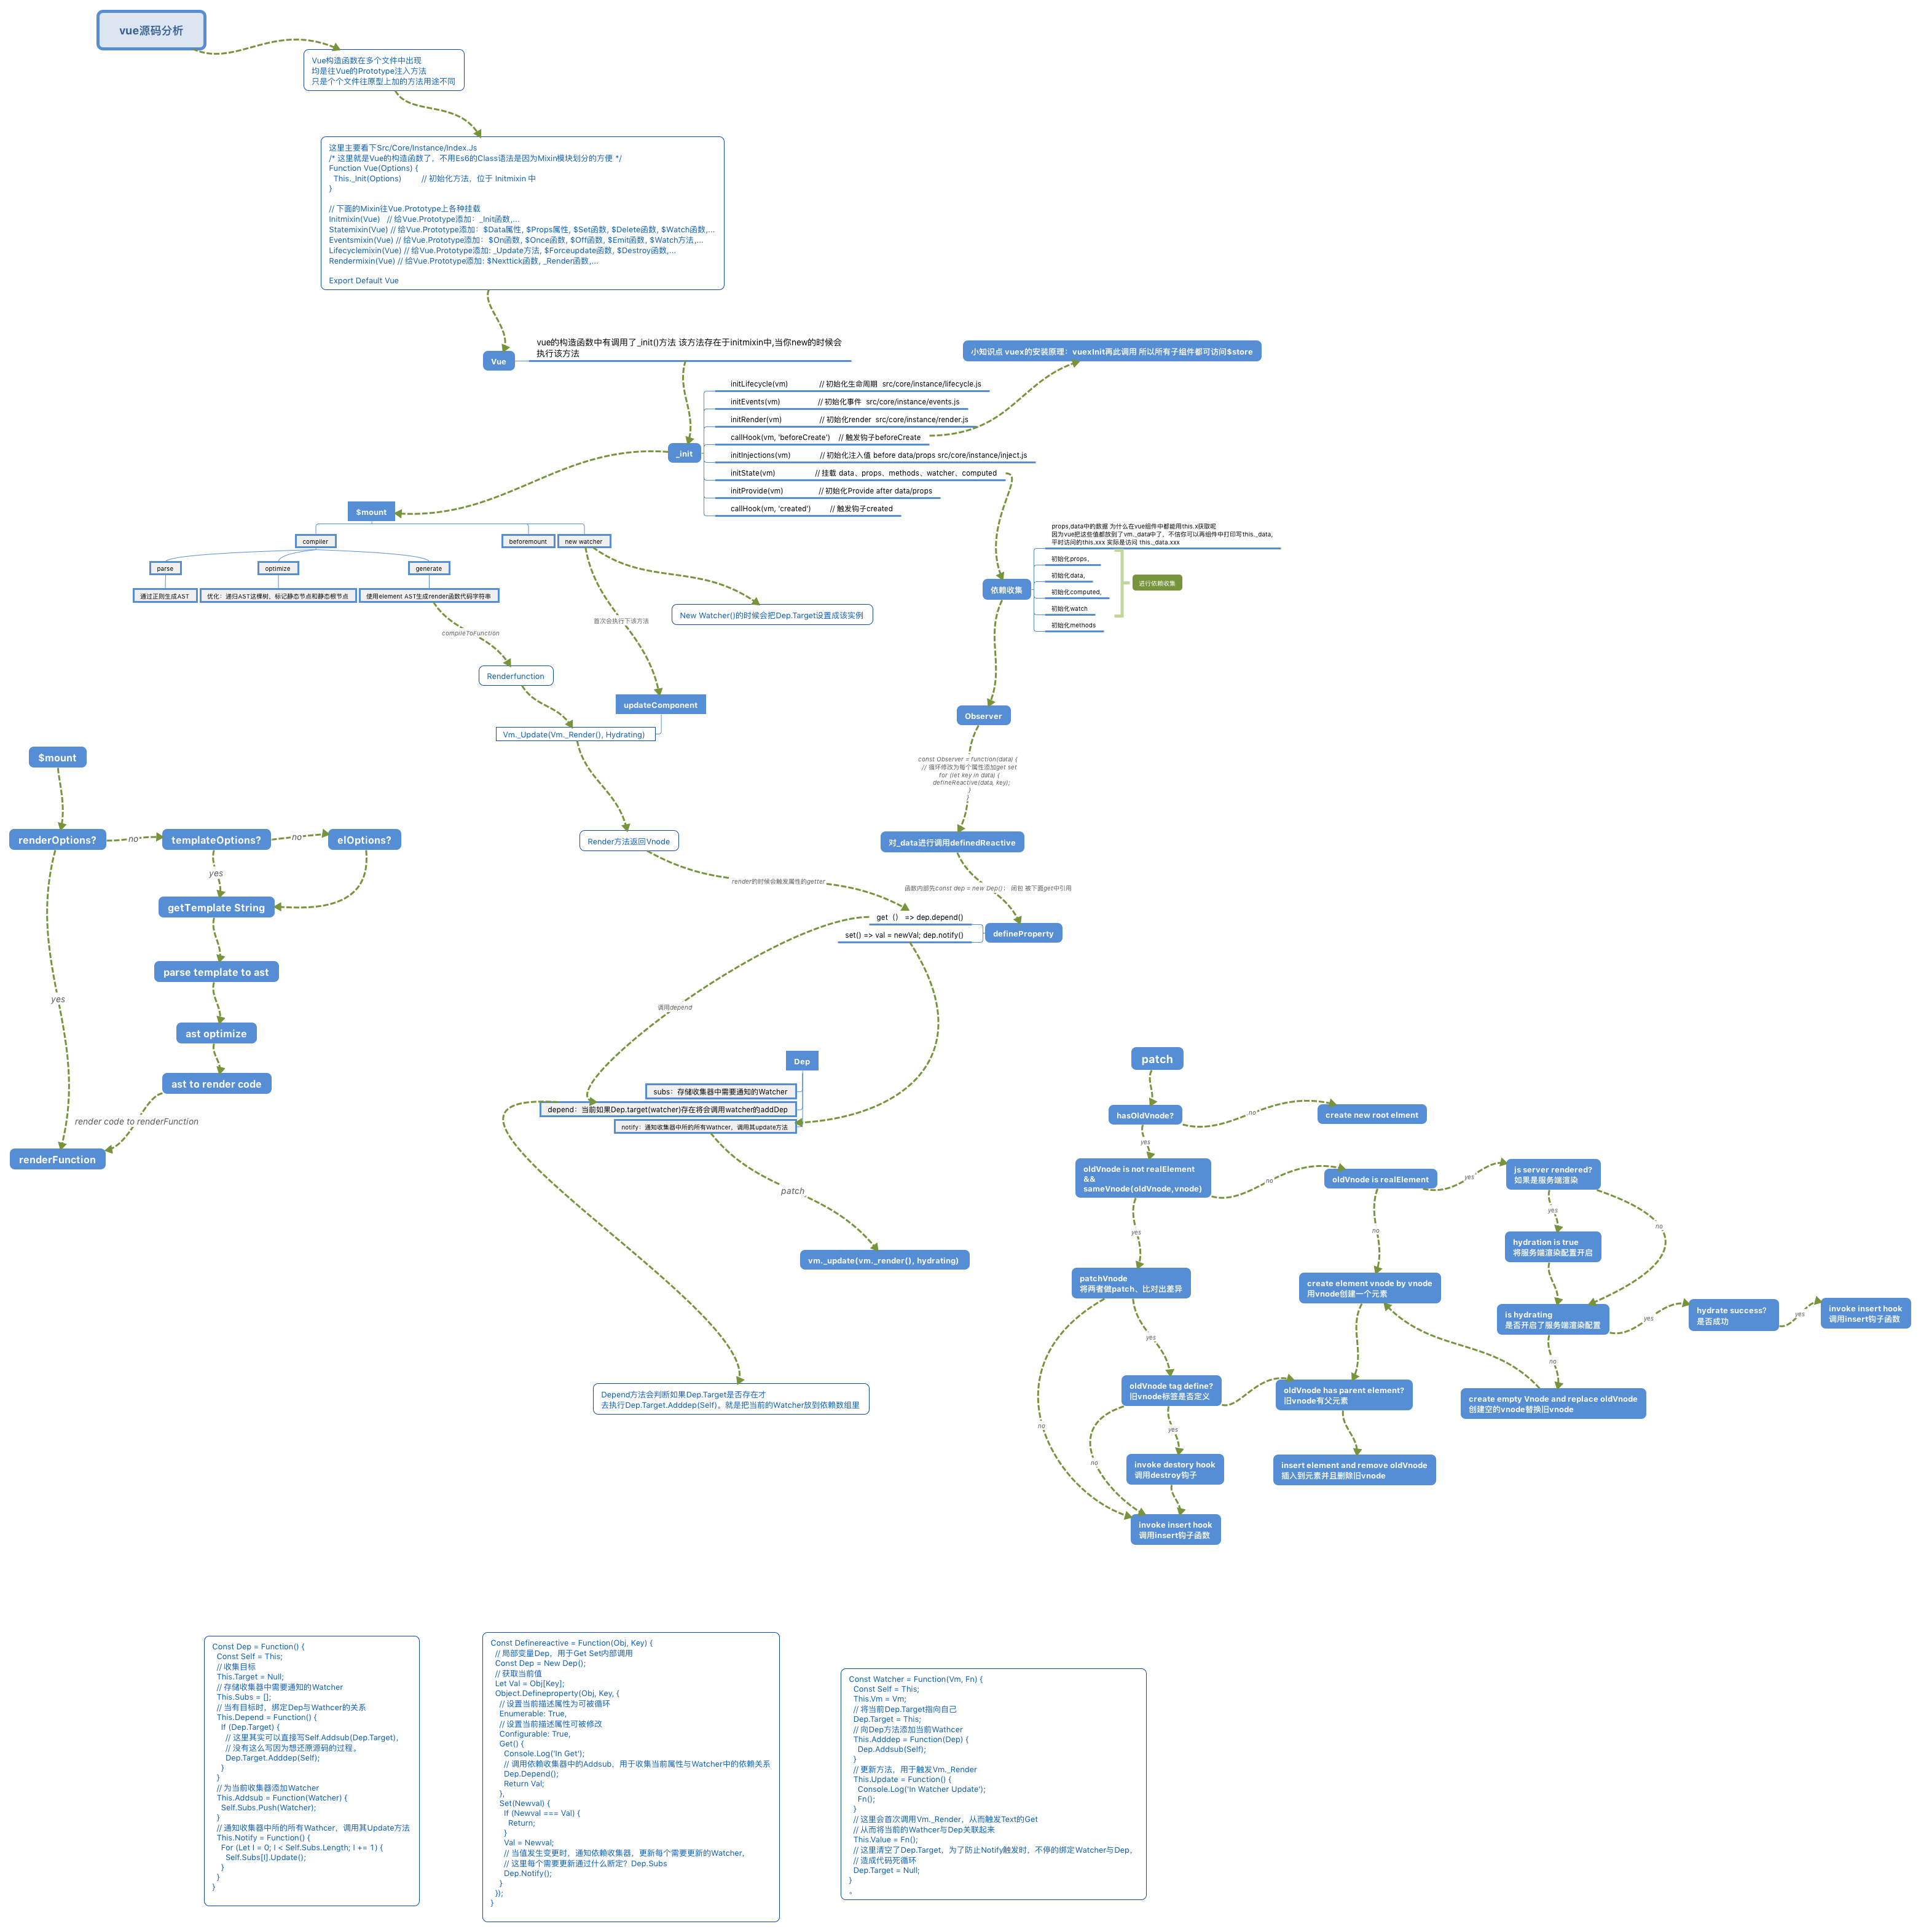 vue源码分析
Vue构造函数在多个文件中出现
均是往Vue的Prototype注入方法
只是个个文件往原型上加的方法用途不同
这里主要看下Src/Core/Instance/Index.Js
/* 这里就是Vue的构造函数了，不用Es6的Class语法是因为Mixin模块划分的方便 */
Function Vue(Options) {
This._Init(Options) // 初始化方法，位于 Initmixin 中
}
// 下面的Mixin往Vue.Prototype上各种挂载
Initmixin(Vue) // 给Vue.Prototype添加：_Init函数,...
Statemixin(Vue) // 给Vue.Prototype添加：$Data属性, $Props属性, $Set函数, $Delete函数, $Watch函数,...
Eventsmixin(Vue) // 给Vue.Prototype添加：$On函数, $Once函数, $Off函数, $Emit函数, $Watch方法,...
Lifecyclemixin(Vue) // 给Vue.Prototype添加: _Update方法, $Forceupdate函数, $Destroy函数,...
Rendermixin(Vue) // 给Vue.Prototype添加: $Nexttick函数, _Render函数,...
Export Default Vue
Vue
vue的构造函数中有调用了_init()方法 该方法存在于initmixin中,当你new的时候会
执行该方法
小知识点 vuex的安装原理：vuexInit再此调用 所以所有子组件都可访问$store
_init
initLifecycle(vm) // 初始化生命周期 src/core/instance/lifecycle.js
initEvents(vm) // 初始化事件 src/core/instance/events.js
initRender(vm) // 初始化render src/core/instance/render.js
callHook(vm, 'beforeCreate') // 触发钩子beforeCreate
initInjections(vm) // 初始化注入值 before data/props src/core/instance/inject.js
initState(vm) // 挂载 data、props、methods、watcher、computed
initProvide(vm) // 初始化Provide after data/props
callHook(vm, 'created') // 触发钩子created
$mount
compiler
beforemount
new watcher
parse
optimize
generate
通过正则生成AST
优化：递归AST这棵树，标记静态节点和静态根节点
使用element AST生成render函数代码字符串
New Watcher()的时候会把Dep.Target设置成该实例
首次会执行下该方法
compileToFunction
Renderfunction
updateComponent
Vm._Update(Vm._Render(), Hydrating)
Render方法返回Vnode
render的时候会触发属性的getter
依赖收集
props,data中的数据 为什么在vue组件中都能用this.x获取呢
因为vue把这些值都放到了vm._data中了，不信你可以再组件中打印写this._data,
平时访问的this.xxx 实际是访问 this._data.xxx
初始化props，
初始化data,
初始化computed,
初始化watch
初始化methods
进行依赖收集
Observer
const Observer = function(data) {
// 循环修改为每个属性添加get set
for (let key in data) {
defineReactive(data, key);
}
}
对_data进行调用definedReactive
函数内部先const dep = new Dep()； 闭包 被下面get中引用
get () => dep.depend()
set() => val = newVal; dep.notify()
defineProperty
调用depend
Dep
subs：存储收集器中需要通知的Watcher
depend：当前如果Dep.target(watcher)存在将会调用watcher的addDep
notify：通知收集器中所的所有Wathcer，调用其update方法
patch
vm._update(vm._render(), hydrating)
Depend方法会判断如果Dep.Target是否存在才
去执行Dep.Target.Adddep(Self)。就是把当前的Watcher放到依赖数组里
$mount
renderOptions?
no
templateOptions?
no
elOptions?
yes
getTemplate String
parse template to ast
yes
ast optimize
ast to render code
render code to renderFunction
renderFunction
patch
hasOldVnode?
no
create new root elment
yes
oldVnode is not realElement
&&
sameVnode(oldVnode,vnode)
no
oldVnode is realElement
yes
js server rendered?
如果是服务端渲染
yes
no
hydration is true
将服务端渲染配置开启
yes
no
patchVnode
将两者做patch、比对出差异
create element vnode by vnode
用vnode创建一个元素
is hydrating
是否开启了服务端渲染配置
yes
hydrate success?
是否成功
yes
invoke insert hook
调用insert钩子函数
yes
no
no
oldVnode tag define?
旧vnode标签是否定义
oldVnode has parent element?
旧vnode有父元素
create empty Vnode and replace oldVnode
创建空的vnode替换旧vnode
yes
no
invoke destory hook
调用destroy钩子
insert element and remove oldVnode
插入到元素并且删除旧vnode
invoke insert hook
调用insert钩子函数
Const Dep = Function() {
Const Self = This;
// 收集目标
This.Target = Null;
// 存储收集器中需要通知的Watcher
This.Subs = [];
// 当有目标时，绑定Dep与Wathcer的关系
This.Depend = Function() {
If (Dep.Target) {
// 这里其实可以直接写Self.Addsub(Dep.Target)，
// 没有这么写因为想还原源码的过程。
Dep.Target.Adddep(Self);
}
}
// 为当前收集器添加Watcher
This.Addsub = Function(Watcher) {
Self.Subs.Push(Watcher);
}
// 通知收集器中所的所有Wathcer，调用其Update方法
This.Notify = Function() {
For (Let I = 0; I < Self.Subs.Length; I += 1) {
Self.Subs[I].Update();
}
}
}
Const Definereactive = Function(Obj, Key) {
// 局部变量Dep，用于Get Set内部调用
Const Dep = New Dep();
// 获取当前值
Let Val = Obj[Key];
Object.Defineproperty(Obj, Key, {
// 设置当前描述属性为可被循环
Enumerable: True,
// 设置当前描述属性可被修改
Configurable: True,
Get() {
Console.Log('In Get');
// 调用依赖收集器中的Addsub，用于收集当前属性与Watcher中的依赖关系
Dep.Depend();
Return Val;
},
Set(Newval) {
If (Newval === Val) {
Return;
}
Val = Newval;
// 当值发生变更时，通知依赖收集器，更新每个需要更新的Watcher，
// 这里每个需要更新通过什么断定？Dep.Subs
Dep.Notify();
}
});
}
Const Watcher = Function(Vm, Fn) {
Const Self = This;
This.Vm = Vm;
// 将当前Dep.Target指向自己
Dep.Target = This;
// 向Dep方法添加当前Wathcer
This.Adddep = Function(Dep) {
Dep.Addsub(Self);
}
// 更新方法，用于触发Vm._Render
This.Update = Function() {
Console.Log('In Watcher Update');
Fn();
}
// 这里会首次调用Vm._Render，从而触发Text的Get
// 从而将当前的Wathcer与Dep关联起来
This.Value = Fn();
// 这里清空了Dep.Target，为了防止Notify触发时，不停的绑定Watcher与Dep，
// 造成代码死循环
Dep.Target = Null;
}